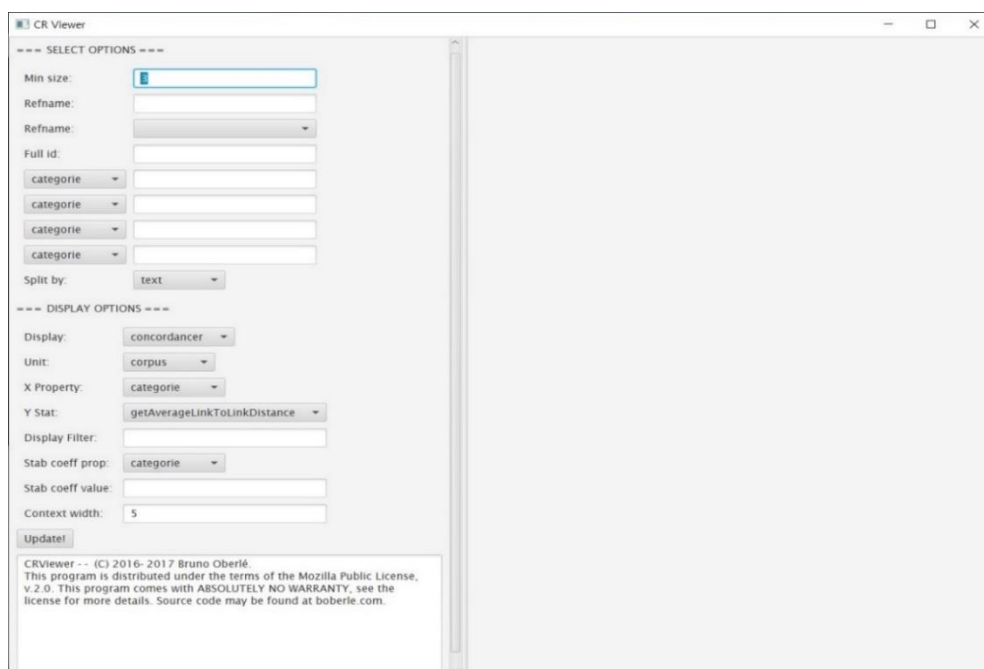 CR Viewer
=== SELECT OPTIONS ===
Min size: 3
Refname:
Refname:
Full id:
categorie
categorie
categorie
categorie
Split by: text
=== DISPLAY OPTIONS ===
Display: concordancer
Unit: corpus
X Property: categorie
Y Stat: getAverageLinkToLinkDistance
Display Filter:
Stab coeff prop: categorie
Stab coeff value:
Context width: 5
Update!
CRViewer - - (C) 2016- 2017 Bruno Oberlé.
This program is distributed under the terms of the Mozilla Public License,
v.2.0. This program comes with ABSOLUTELY NO WARRANTY, see the
license for more details. Source code may be found at boberle.com.